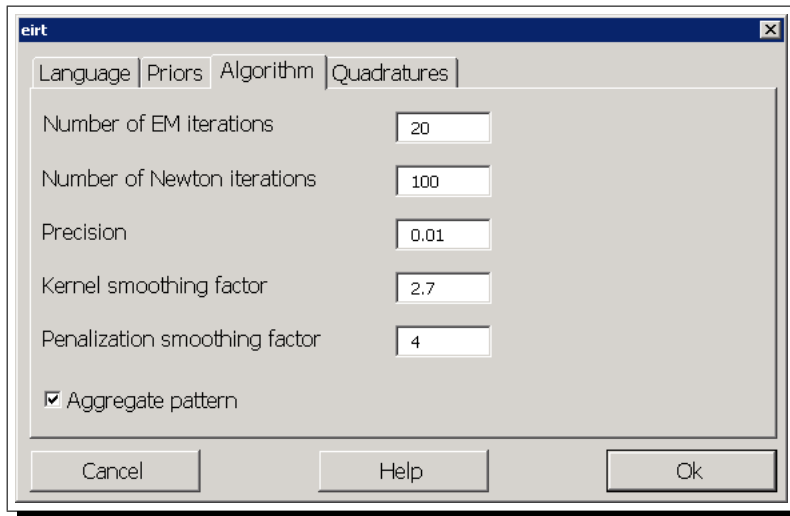 eirt
Language Priors Algorithm Quadratures
Number of EM iterations 20
Number of Newton iterations 100
Precision 0.01
Kernel smoothing factor 2.7
Penalization smoothing factor 4
Aggregate pattern
Cancel Help Ok